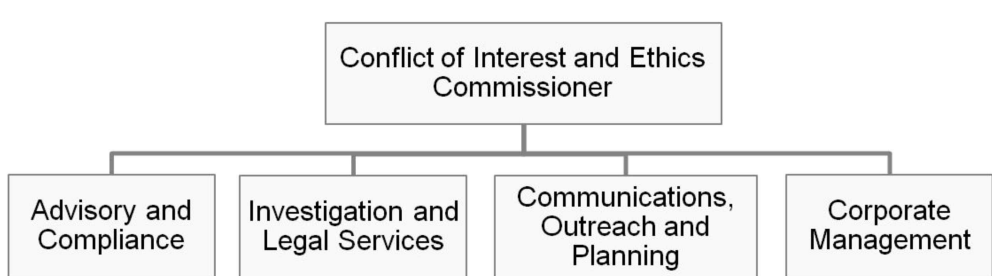 Conflict of Interest and Ethics
Commissioner
Advisory and
Compliance
Investigation and
Legal Services
Communications,
Outreach and
Planning
Corporate
Management